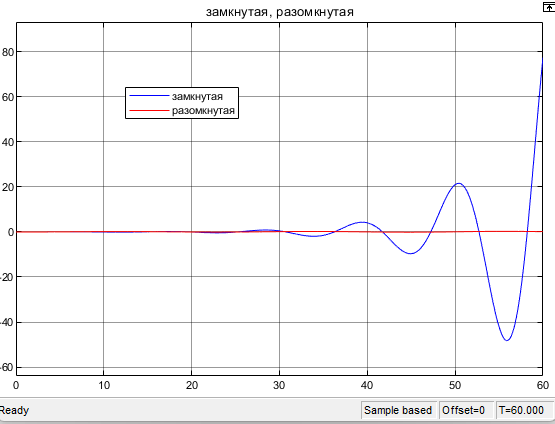 замкнутая, разомкнутая
80
60
замкнутая
разомкнутая
40
20
0
-20
-40
-60
0 10 20 30 40 50 60
Ready Sample based Offset=0 T=60.000